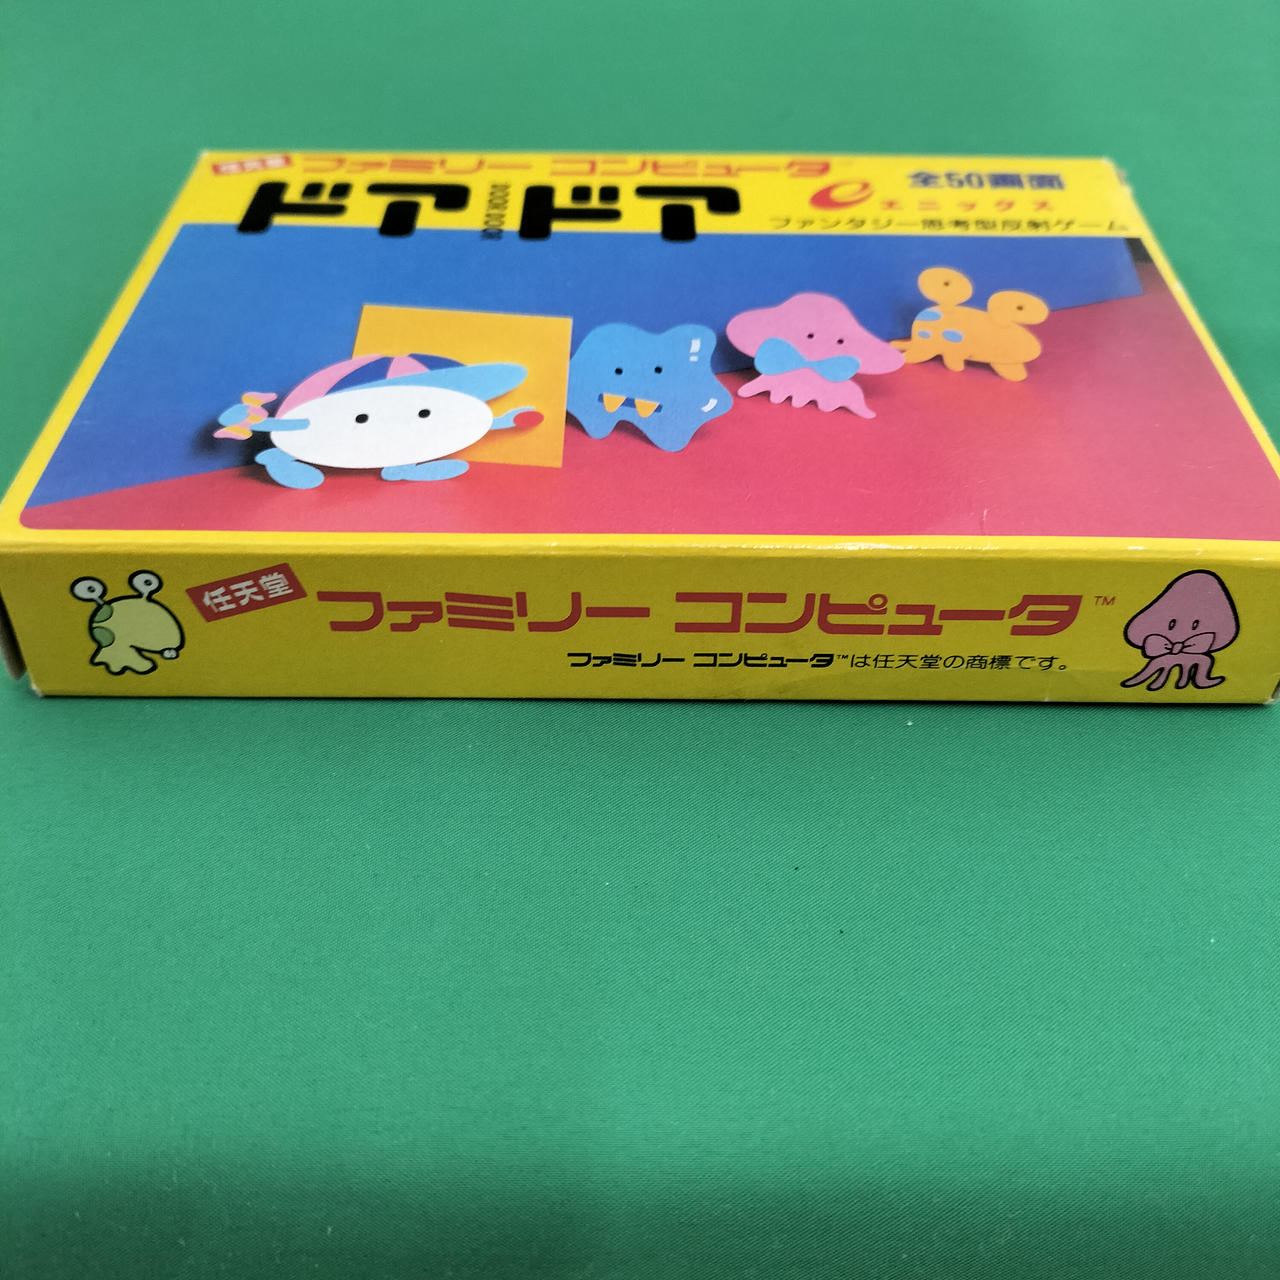 任天堂 ファミリー コンピュータ™
ドアドア
DOOR DOOR
全50画面
e エニックス
ファンタジー思考型反射ゲーム
任天堂 ファミリー コンピュータ™
ファミリー コンピュータ™は任天堂の商標です。